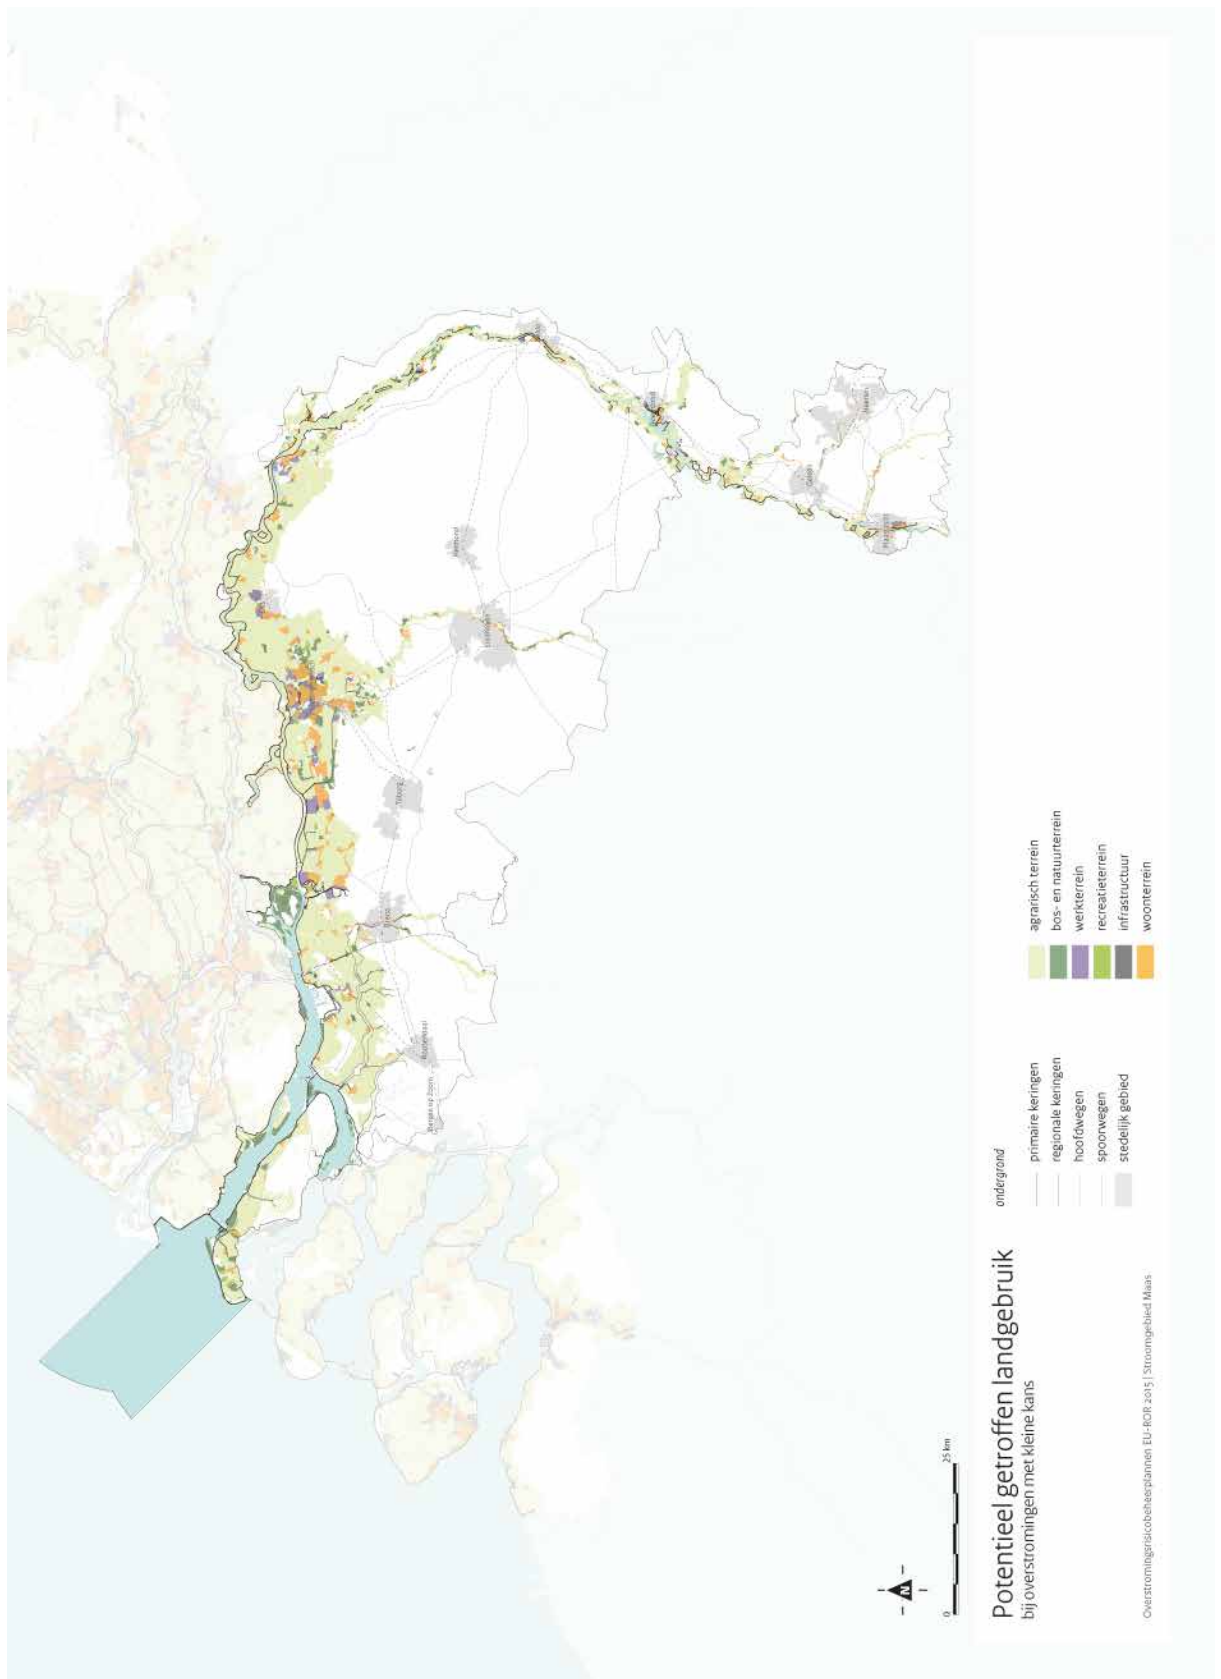 Maastricht
Heerlen
Geleen
Helmond
Eindhoven
Tilburg
Breda
Roosendaal
Bergen op Zoom
N
0 25 km
Potentieel getroffen landgebruik
bij overstromingen met kleine kans
Overstromingsrisicobeheerplannen EU-ROR 2015 | Stroomgebied Maas
ondergrond
primaire keringen
regionale keringen
hoofdwegen
spoorwegen
stedelijk gebied
agrarisch terrein
bos- en natuurterrein
werkterrein
recreatieterrein
infrastructuur
woonterrein